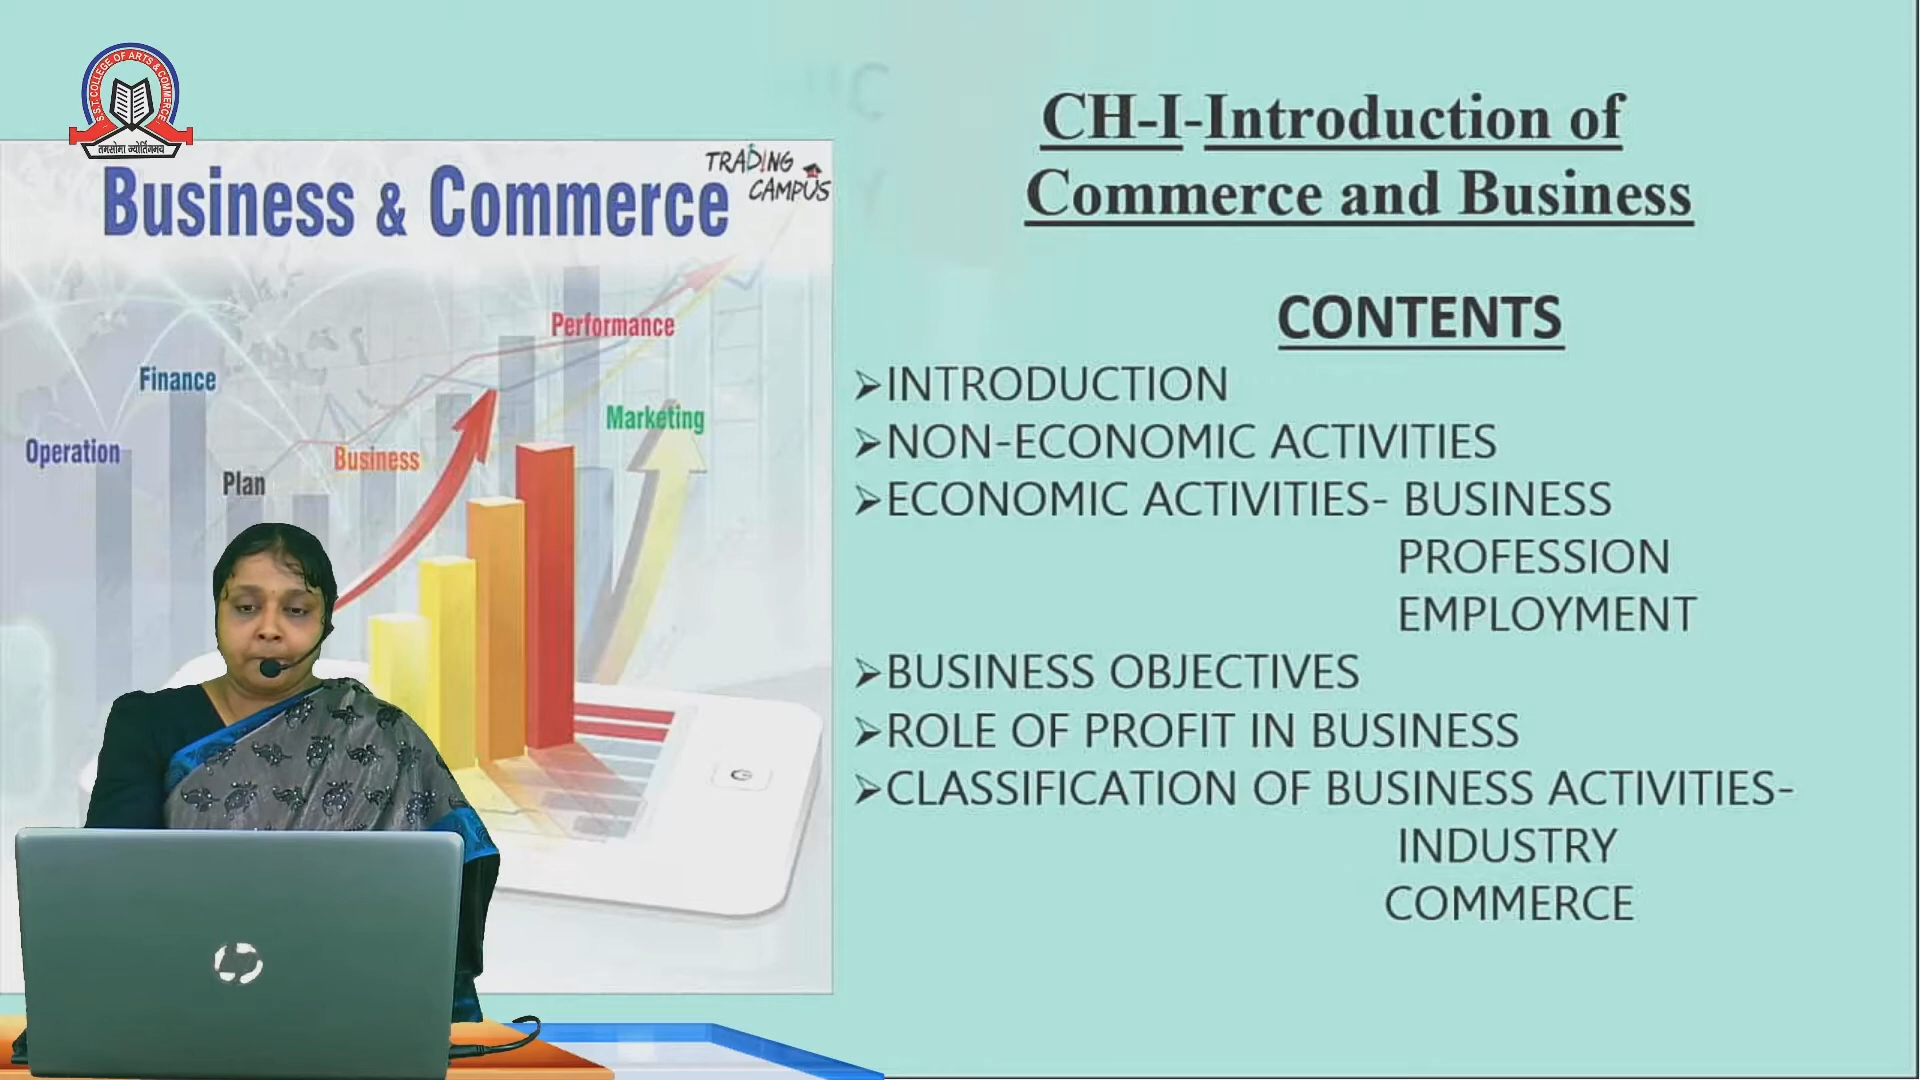 S.S.T. COLLEGE OF ARTS & COMMERCE
तमसोमा ज्योतिंगमय
TRADING
CAMPUS
Business & Commerce
Performance
Finance
Marketing
Operation
Business
Plan
CH-I-Introduction of
Commerce and Business
CONTENTS
➢INTRODUCTION
➢NON-ECONOMIC ACTIVITIES
➢ECONOMIC ACTIVITIES- BUSINESS
PROFESSION
EMPLOYMENT
➢BUSINESS OBJECTIVES
➢ROLE OF PROFIT IN BUSINESS
➢CLASSIFICATION OF BUSINESS ACTIVITIES-
INDUSTRY
COMMERCE
hp